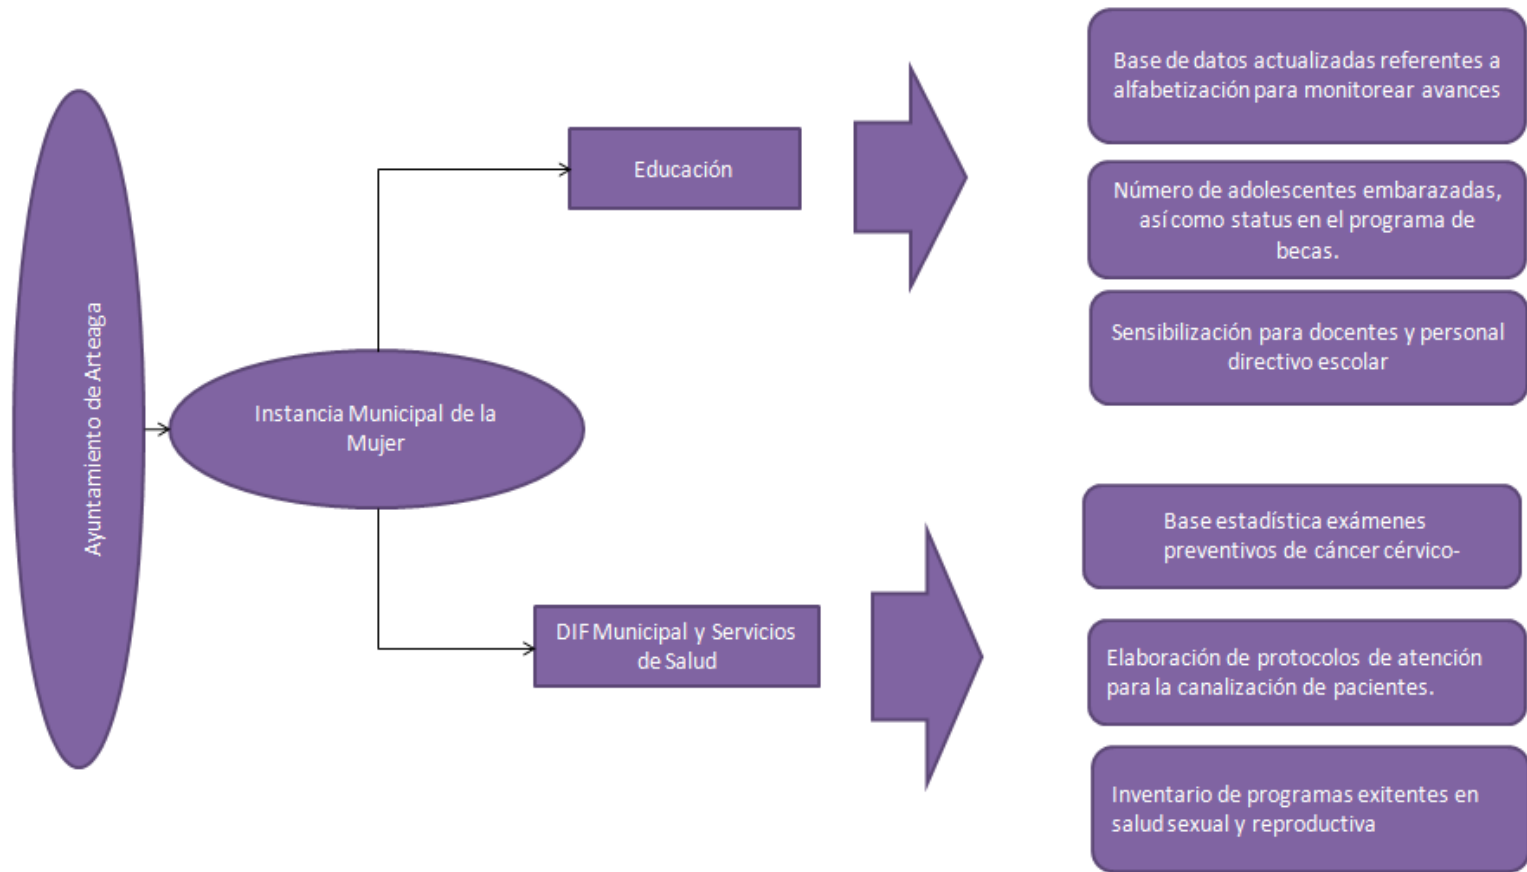 Ayuntamiento de Arteaga
Instancia Municipal de la
Mujer
Educación
Base de datos actualizadas referentes a
alfabetización para monitorear avances
Número de adolescentes embarazadas,
así como status en el programa de
becas.
Sensibilización para docentes y personal
directivo escolar
DIF Municipal y Servicios
de Salud
Base estadística exámenes
preventivos de cáncer cérvico-
Elaboración de protocolos de atención
para la canalización de pacientes.
Inventario de programas exitentes en
salud sexual y reproductiva